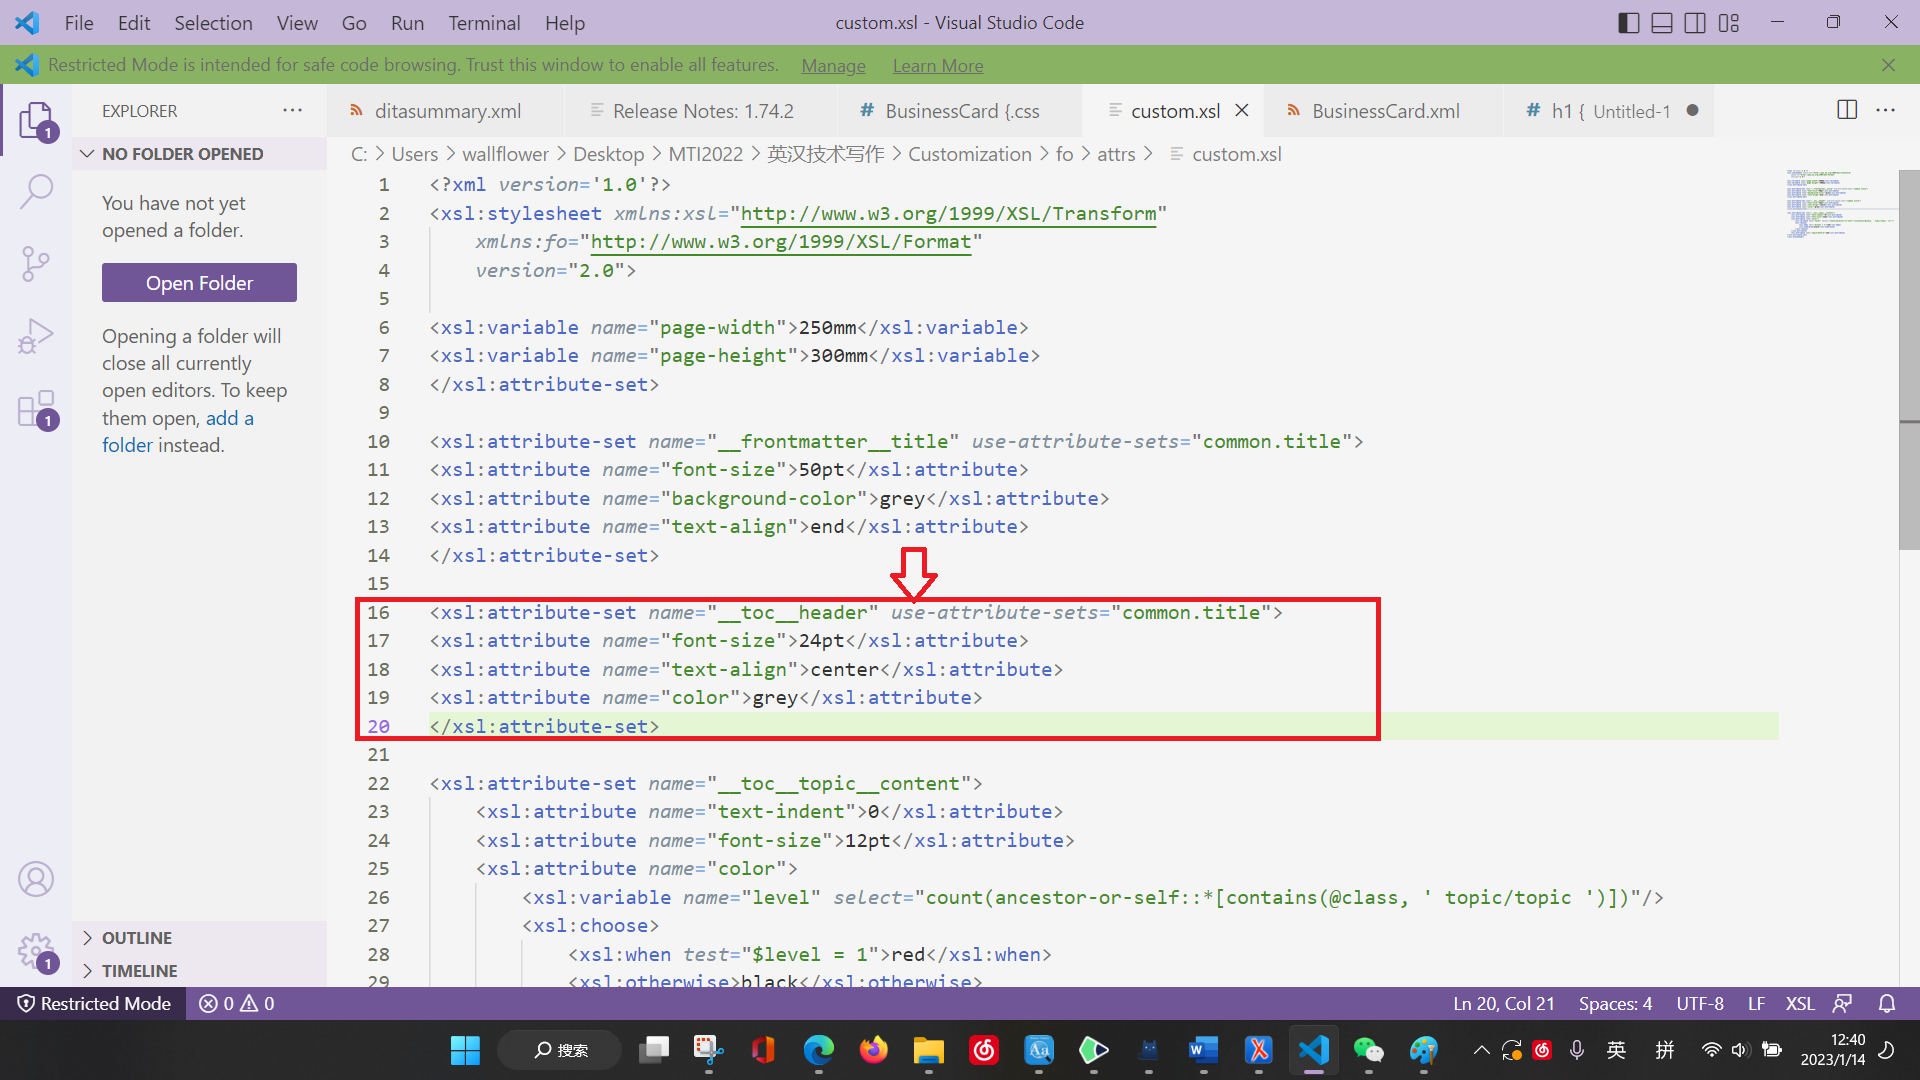 File Edit Selection View Go Run Terminal Help
custom.xsl - Visual Studio Code
Restricted Mode is intended for safe code browsing. Trust this window to enable all features. Manage Learn More
EXPLORER
ditasummary.xml
Release Notes: 1.74.2
# BusinessCard {.css
custom.xsl
BusinessCard.xml
# h1 { Untitled-1
NO FOLDER OPENED
C: > Users > wallflower > Desktop > MTI2022 > 英汉技术写作 > Customization > fo > attrs > custom.xsl
You have not yet
opened a folder.
Open Folder
Opening a folder will
close all currently
open editors. To keep
them open, add a
folder instead.
1 <?xml version='1.0'?>
2 <xsl:stylesheet xmlns:xsl="http://www.w3.org/1999/XSL/Transform"
3 xmlns:fo="http://www.w3.org/1999/XSL/Format"
4 version="2.0">
5
6 <xsl:variable name="page-width">250mm</xsl:variable>
7 <xsl:variable name="page-height">300mm</xsl:variable>
8 </xsl:attribute-set>
9
10 <xsl:attribute-set name="__frontmatter__title" use-attribute-sets="common.title">
11 <xsl:attribute name="font-size">50pt</xsl:attribute>
12 <xsl:attribute name="background-color">grey</xsl:attribute>
13 <xsl:attribute name="text-align">end</xsl:attribute>
14 </xsl:attribute-set>
15
16 <xsl:attribute-set name="__toc__header" use-attribute-sets="common.title">
17 <xsl:attribute name="font-size">24pt</xsl:attribute>
18 <xsl:attribute name="text-align">center</xsl:attribute>
19 <xsl:attribute name="color">grey</xsl:attribute>
20 </xsl:attribute-set>
21
22 <xsl:attribute-set name="__toc__topic__content">
23 <xsl:attribute name="text-indent">0</xsl:attribute>
24 <xsl:attribute name="font-size">12pt</xsl:attribute>
25 <xsl:attribute name="color">
26 <xsl:variable name="level" select="count(ancestor-or-self::*[contains(@class, ' topic/topic ')])"/>
27 <xsl:choose>
28 <xsl:when test="$level = 1">red</xsl:when>
29 <xsl:otherwise>black</xsl:otherwise>
1
1
1
OUTLINE
TIMELINE
Restricted Mode 0 0
Ln 20, Col 21 Spaces: 4 UTF-8 LF XSL
搜索
英 拼
12:40
2023/1/14